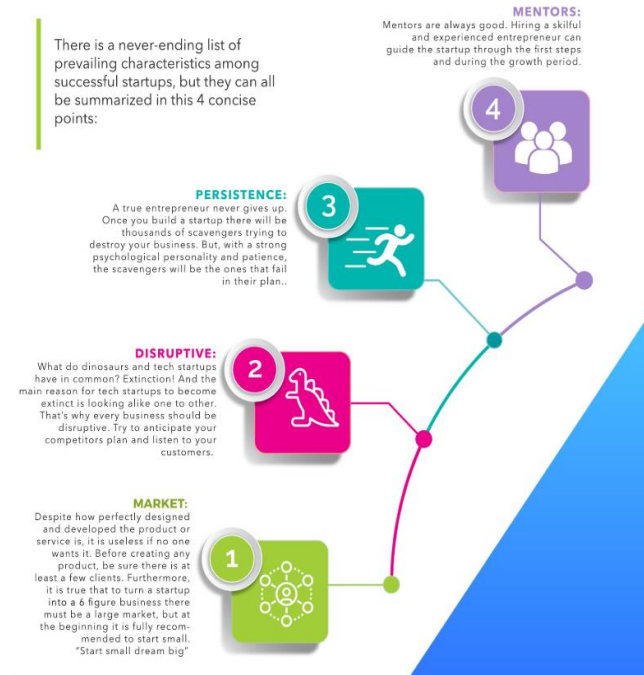 There is a never-ending list of
prevailing characteristics among
successful startups, but they can all
be summarized in this 4 concise
points:
MENTORS:
Mentors are always good. Hiring a skilful
and experienced entrepreneur can
guide the startup through the first steps
and during the growth period.
4
PERSISTENCE:
A true entrepreneur never gives up.
Once you build a startup there will be
thousands of scavengers trying to
destroy your business. But, with a strong
psychological personality and patience,
the scavengers will be the ones that fail
in their plan..
3
DISRUPTIVE:
What do dinosaurs and tech startups
have in common? Extinction! And the
main reason for tech startups to become
extinct is looking alike one to other.
That's why every business should be
disruptive. Try to anticipate your
competitors plan and listen to your
customers.
2
MARKET:
Despite how perfectly designed
and developed the product or
service is, it is useless if no one
wants it. Before creating any
product, be sure there is at
least a few clients. Furthermore,
it is true that to turn a startup
into a 6 figure business there
must be a large market, but at
the beginning it is fully recom-
mended to start small.
"Start small dream big"
1